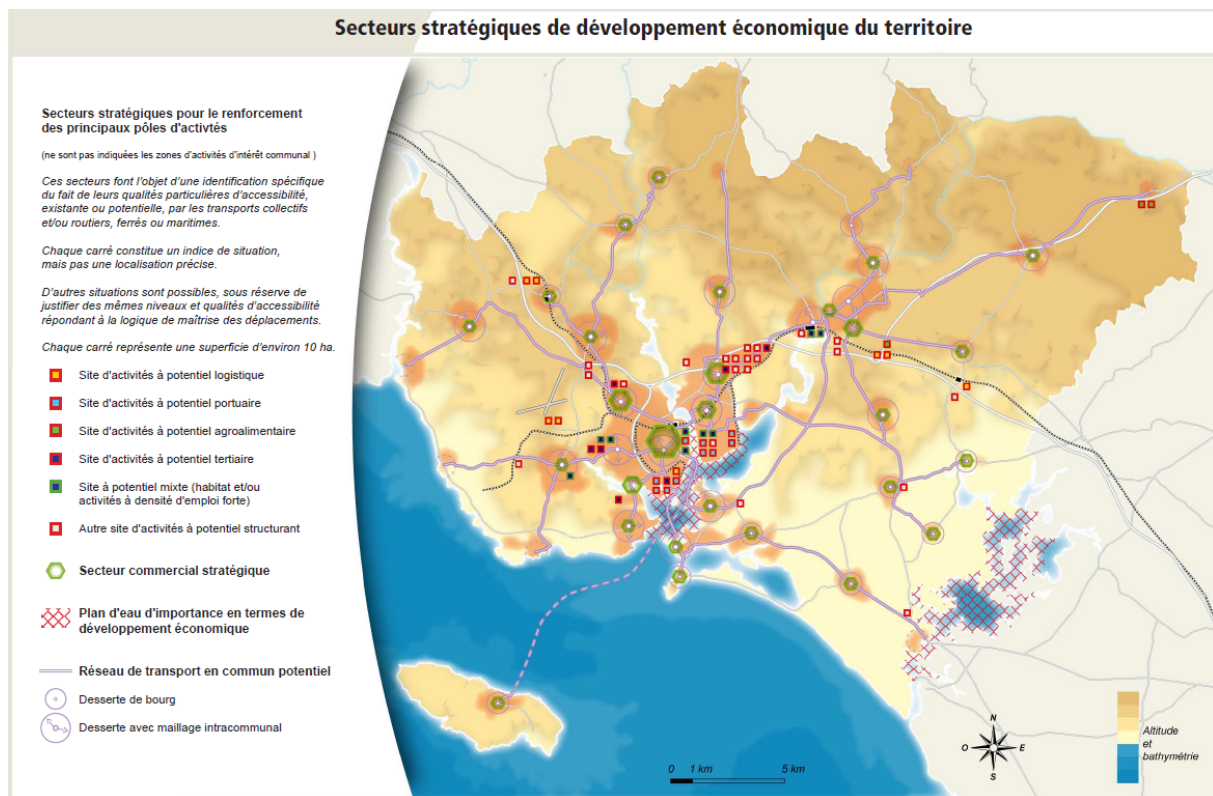 Secteurs stratégiques de développement économique du territoire
Secteurs stratégiques pour le renforcement
des principaux pôles d'activtés
(ne sont pas indiquées les zones d'activités d'intérêt communal )
Ces secteurs font l'objet d'une identification spécifique
du fait de leurs qualités particulières d'accessibilité,
existante ou potentielle, par les transports collectifs
et/ou routiers, ferrés ou maritimes.
Chaque carré constitue un indice de situation,
mais pas une localisation précise.
D'autres situations sont possibles, sous réserve de
justifier des mêmes niveaux et qualités d'accessibilité
répondant à la logique de maîtrise des déplacements.
Chaque carré représente une superficie d'environ 10 ha.
Site d'activités à potentiel logistique
Site d'activités à potentiel portuaire
Site d'activités à potentiel agroalimentaire
Site d'activités à potentiel tertiaire
Site à potentiel mixte (habitat et/ou
activités à densité d'emploi forte)
Autre site d'activités à potentiel structurant
Secteur commercial stratégique
Plan d'eau d'importance en termes de
développement économique
Réseau de transport en commun potentiel
Desserte de bourg
Desserte avec maillage intracommunal
N
O
E
S
0 1 km 5 km
Altitude
et
bathymétrie